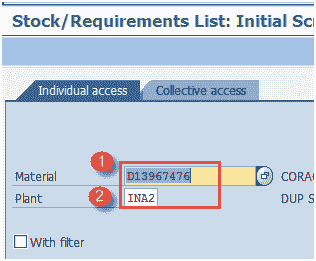 Stock/Requirements List: Initial Scr
Individual access Collective access
1
Material D13967476 CORA
Plant 2 INA2 DUP S
With filter